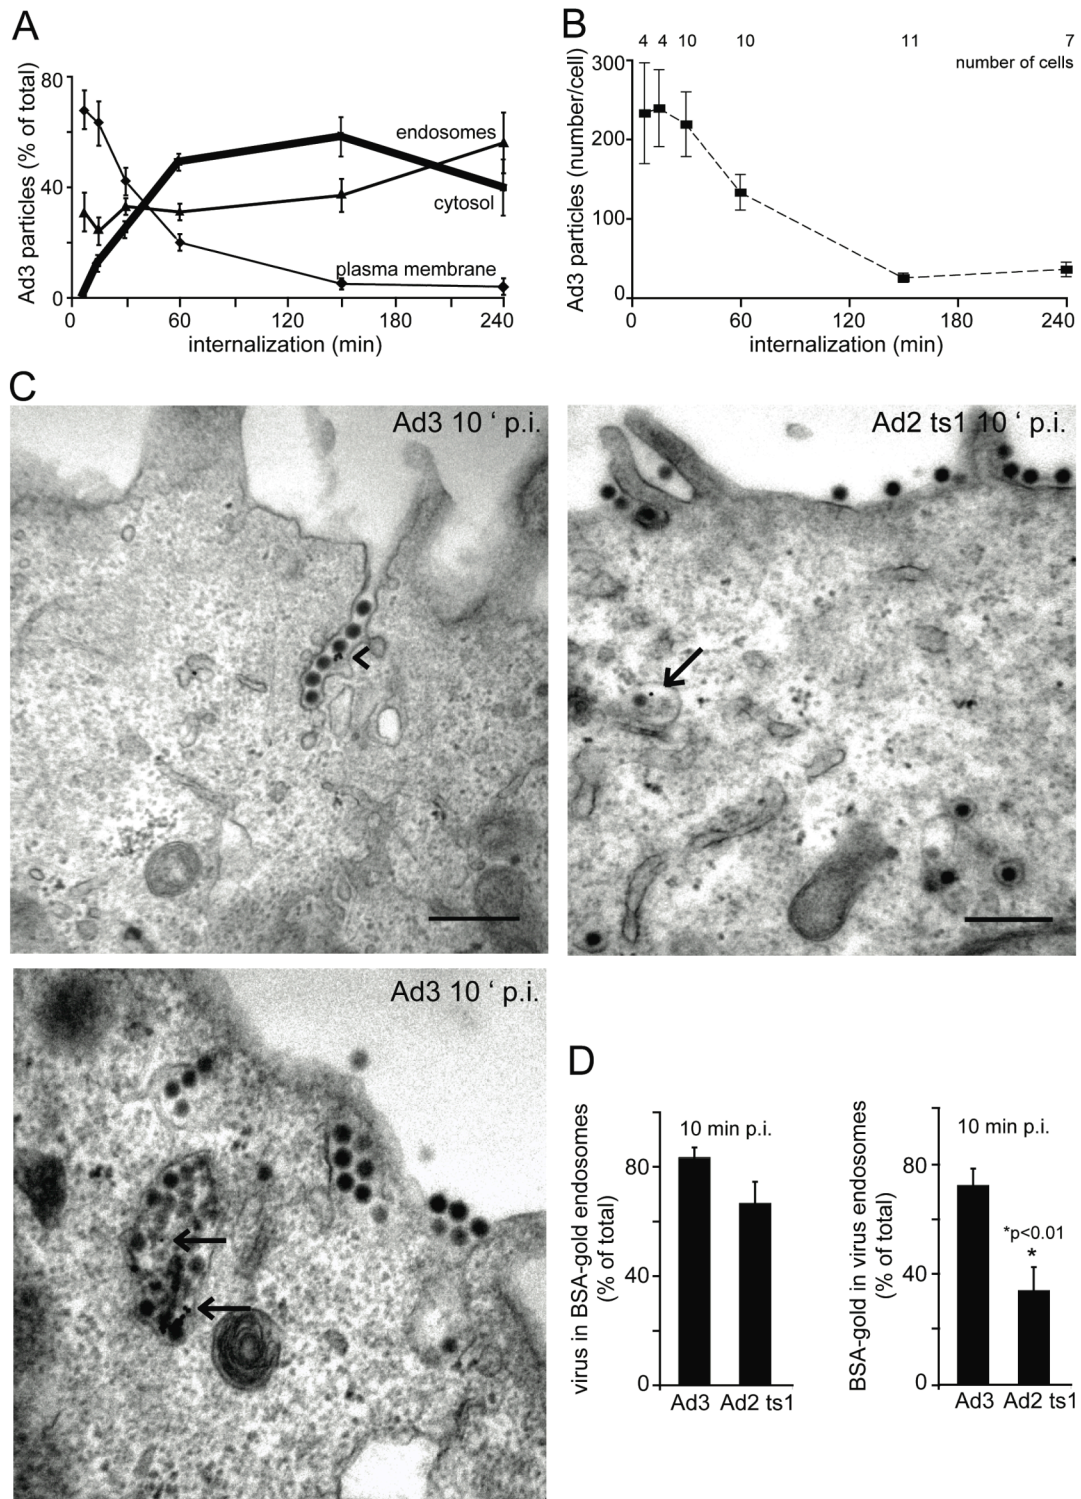 A
Ad3 particles (% of total)
80
40
0
endosomes
cytosol
plasma membrane
0 60 120 180 240
internalization (min)
B
4 4 10 10 11 7
number of cells
Ad3 particles (number/cell)
300
200
100
0
0 60 120 180 240
internalization (min)
C
Ad3 10 ‘ p.i.
Ad2 ts1 10 ‘ p.i.
Ad3 10 ‘ p.i.
D
virus in BSA-gold endosomes
(% of total)
10 min p.i.
80
40
0
Ad3 Ad2 ts1
BSA-gold in virus endosomes
(% of total)
10 min p.i.
80
*p<0.01
*
40
0
Ad3 Ad2 ts1